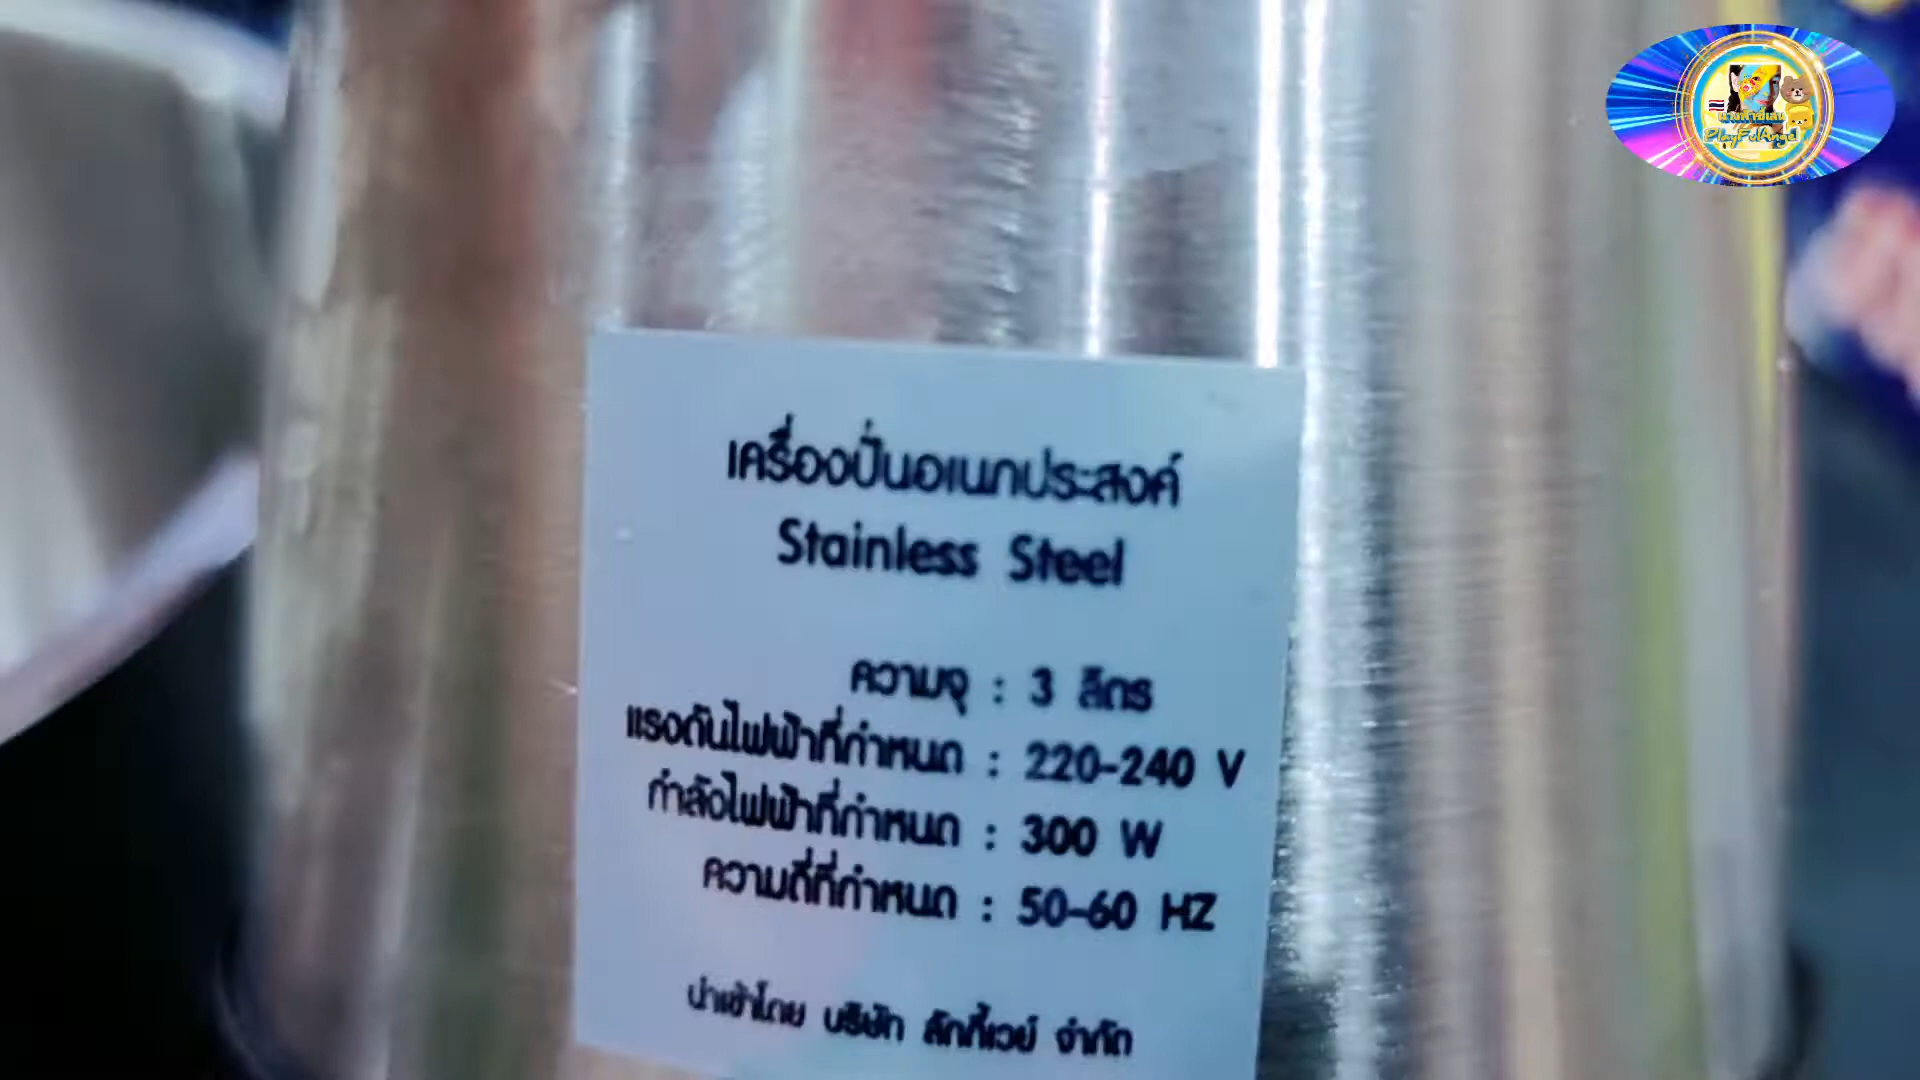 เครื่องปั่นอเนกประสงค์
Stainless Steel
ความจุ : 3 ลิตร
แรงดันไฟฟ้าที่กำหนด : 220-240 V
กำลังไฟฟ้าที่กำหนด : 300 W
ความถี่ที่กำหนด : 50-60 HZ
นำเข้าโดย บริษัท ลักกี้เวย์ จำกัด